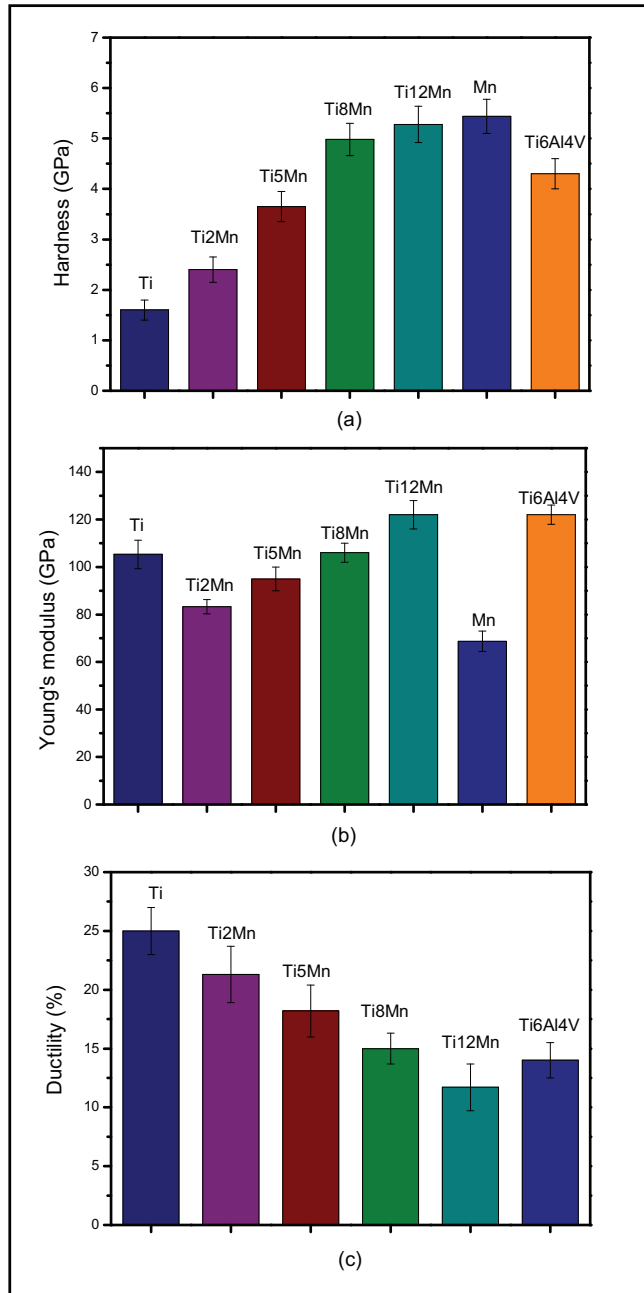 Hardness (GPa)
7
6
5
4
3
2
1
0
Ti
Ti2Mn
Ti5Mn
Ti8Mn
Ti12Mn
Mn
Ti6Al4V
(a)
Young's modulus (GPa)
140
120
100
80
60
40
20
0
Ti
Ti2Mn
Ti5Mn
Ti8Mn
Ti12Mn
Mn
Ti6Al4V
(b)
Ductility (%)
30
25
20
15
10
5
0
Ti
Ti2Mn
Ti5Mn
Ti8Mn
Ti12Mn
Ti6Al4V
(c)